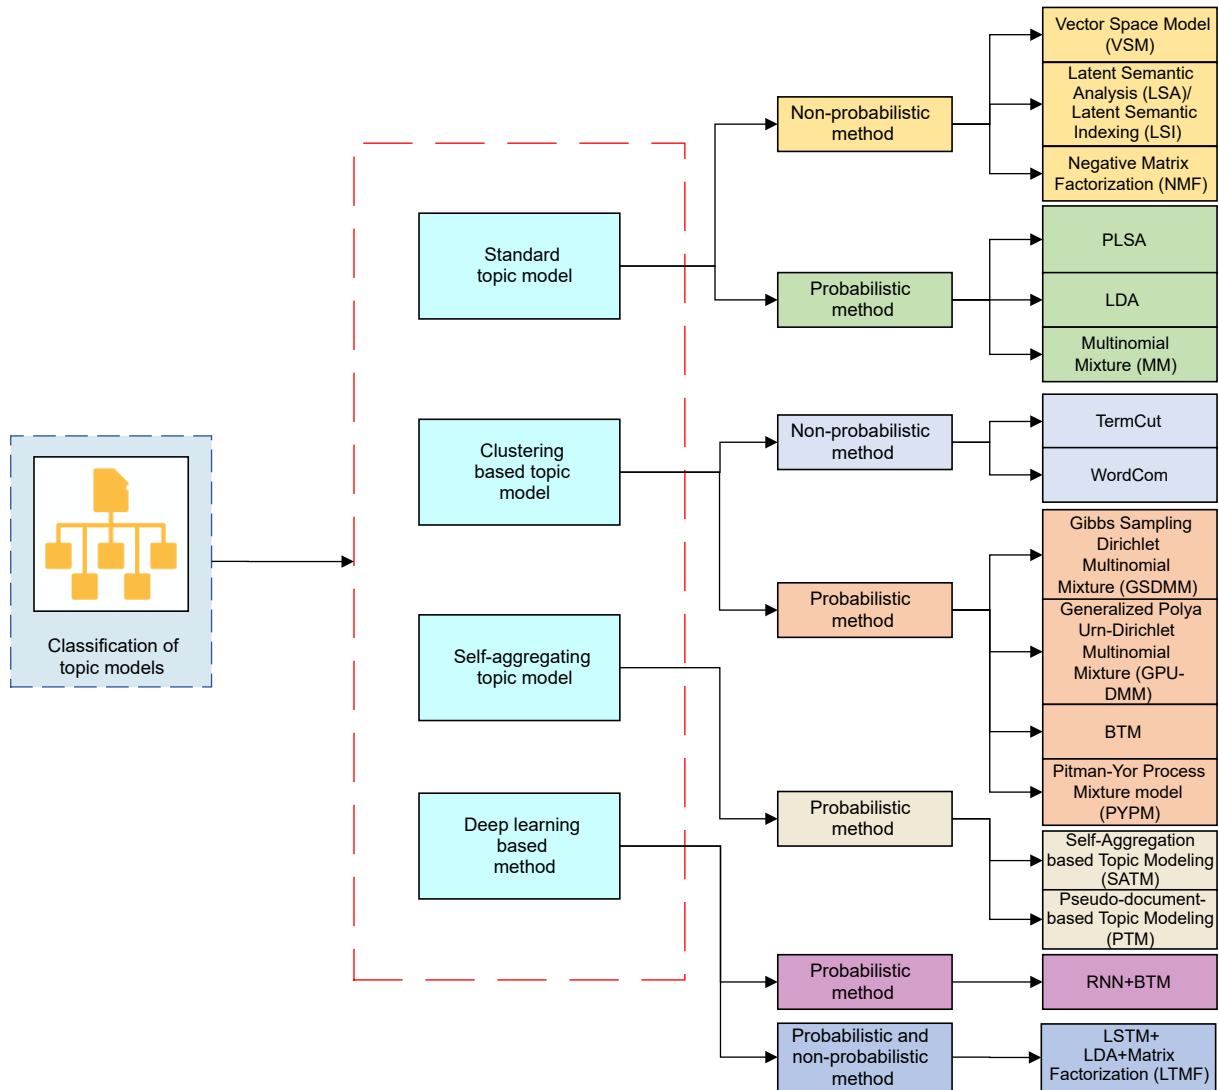 Classification of
topic models
Standard
topic model
Clustering
based topic
model
Self-aggregating
topic model
Deep learning
based
method
Non-probabilistic
method
Probabilistic
method
Non-probabilistic
method
Probabilistic
method
Probabilistic
method
Probabilistic
method
Probabilistic and
non-probabilistic
method
Vector Space Model
(VSM)
Latent Semantic
Analysis (LSA)/
Latent Semantic
Indexing (LSI)
Negative Matrix
Factorization (NMF)
PLSA
LDA
Multinomial
Mixture (MM)
TermCut
WordCom
Gibbs Sampling
Dirichlet
Multinomial
Mixture (GSDMM)
Generalized Polya
Urn-Dirichlet
Multinomial
Mixture (GPU-
DMM)
BTM
Pitman-Yor Process
Mixture model
(PYPM)
Self-Aggregation
based Topic Modeling
(SATM)
Pseudo-document-
based Topic Modeling
(PTM)
RNN+BTM
LSTM+
LDA+Matrix
Factorization (LTMF)